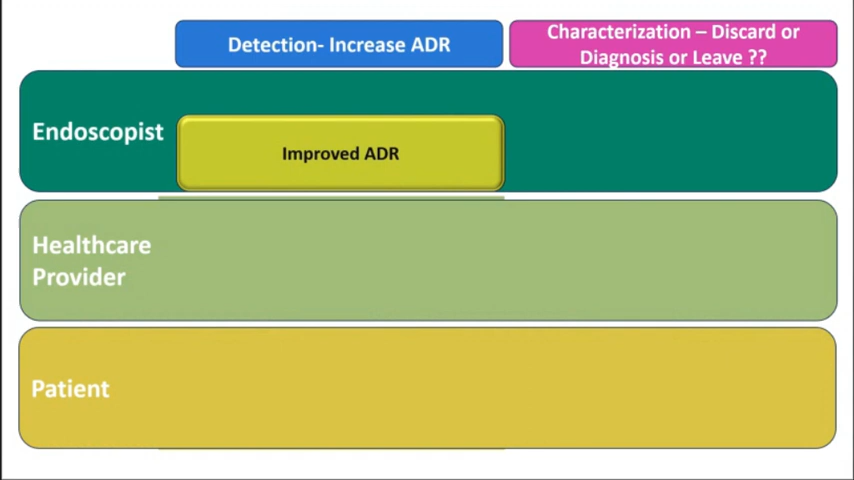 Detection- Increase ADR
Characterization – Discard or
Diagnosis or Leave ??
Endoscopist
Improved ADR
Healthcare
Provider
Patient